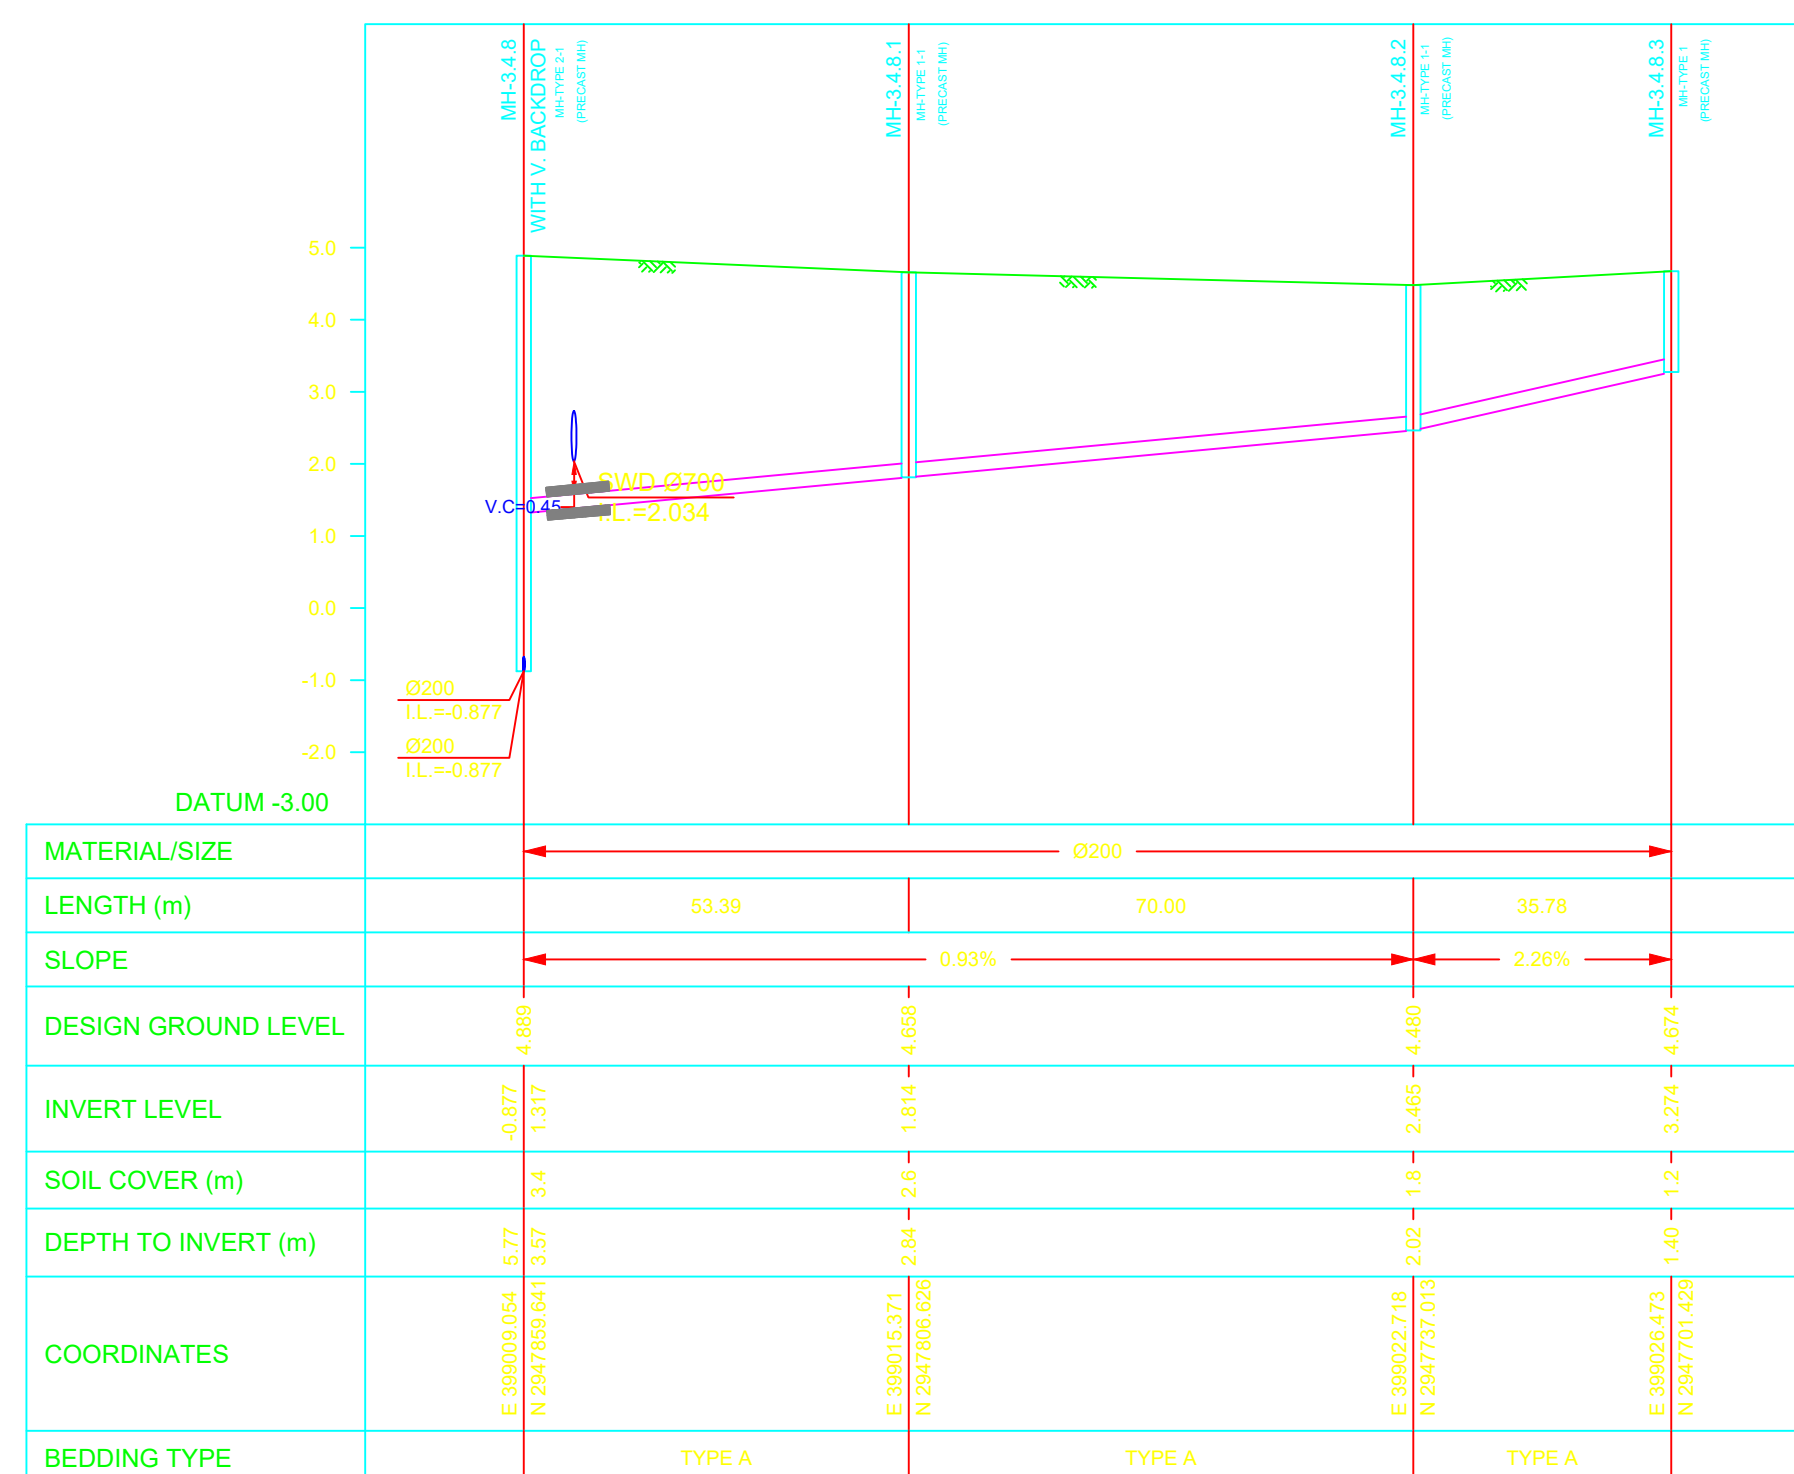 MH-3.4.8
WITH V. BACKDROP
MH-TYPE 2-1
(PRECAST MH)
MH-3.4.8.1
MH-TYPE 1-1
(PRECAST MH)
MH-3.4.8.2
MH-TYPE 1-1
(PRECAST MH)
MH-3.4.8.3
MH-TYPE 1
(PRECAST MH)
5.0
4.0
3.0
2.0
1.0
0.0
-1.0
-2.0
SWD Ø700
I.L.=2.034
V.C=0.45
Ø200
I.L.=-0.877
Ø200
I.L.=-0.877
DATUM -3.00
MATERIAL/SIZE
Ø200
LENGTH (m)
53.39
70.00
35.78
SLOPE
0.93%
2.26%
DESIGN GROUND LEVEL
4.889
4.658
4.480
4.674
INVERT LEVEL
-0.877
1.317
1.814
2.465
3.274
SOIL COVER (m)
3.4
2.6
1.8
1.2
DEPTH TO INVERT (m)
5.77
3.57
2.84
2.02
1.40
COORDINATES
E 399009.054
N 2947859.641
E 399015.371
N 2947806.626
E 399022.718
N 2947737.013
E 399026.473
N 2947701.429
BEDDING TYPE
TYPE A
TYPE A
TYPE A